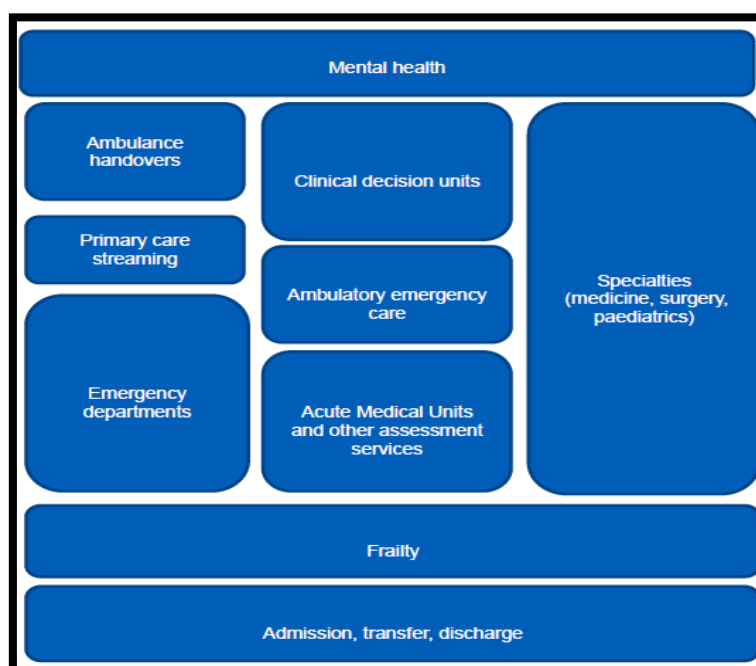 Mental health
Ambulance
handovers
Primary care
streaming
Emergency
departments
Clinical decision units
Ambulatory emergency
care
Acute Medical Units
and other assessment
services
Specialties
(medicine, surgery,
paediatrics)
Frailty
Admission, transfer, discharge